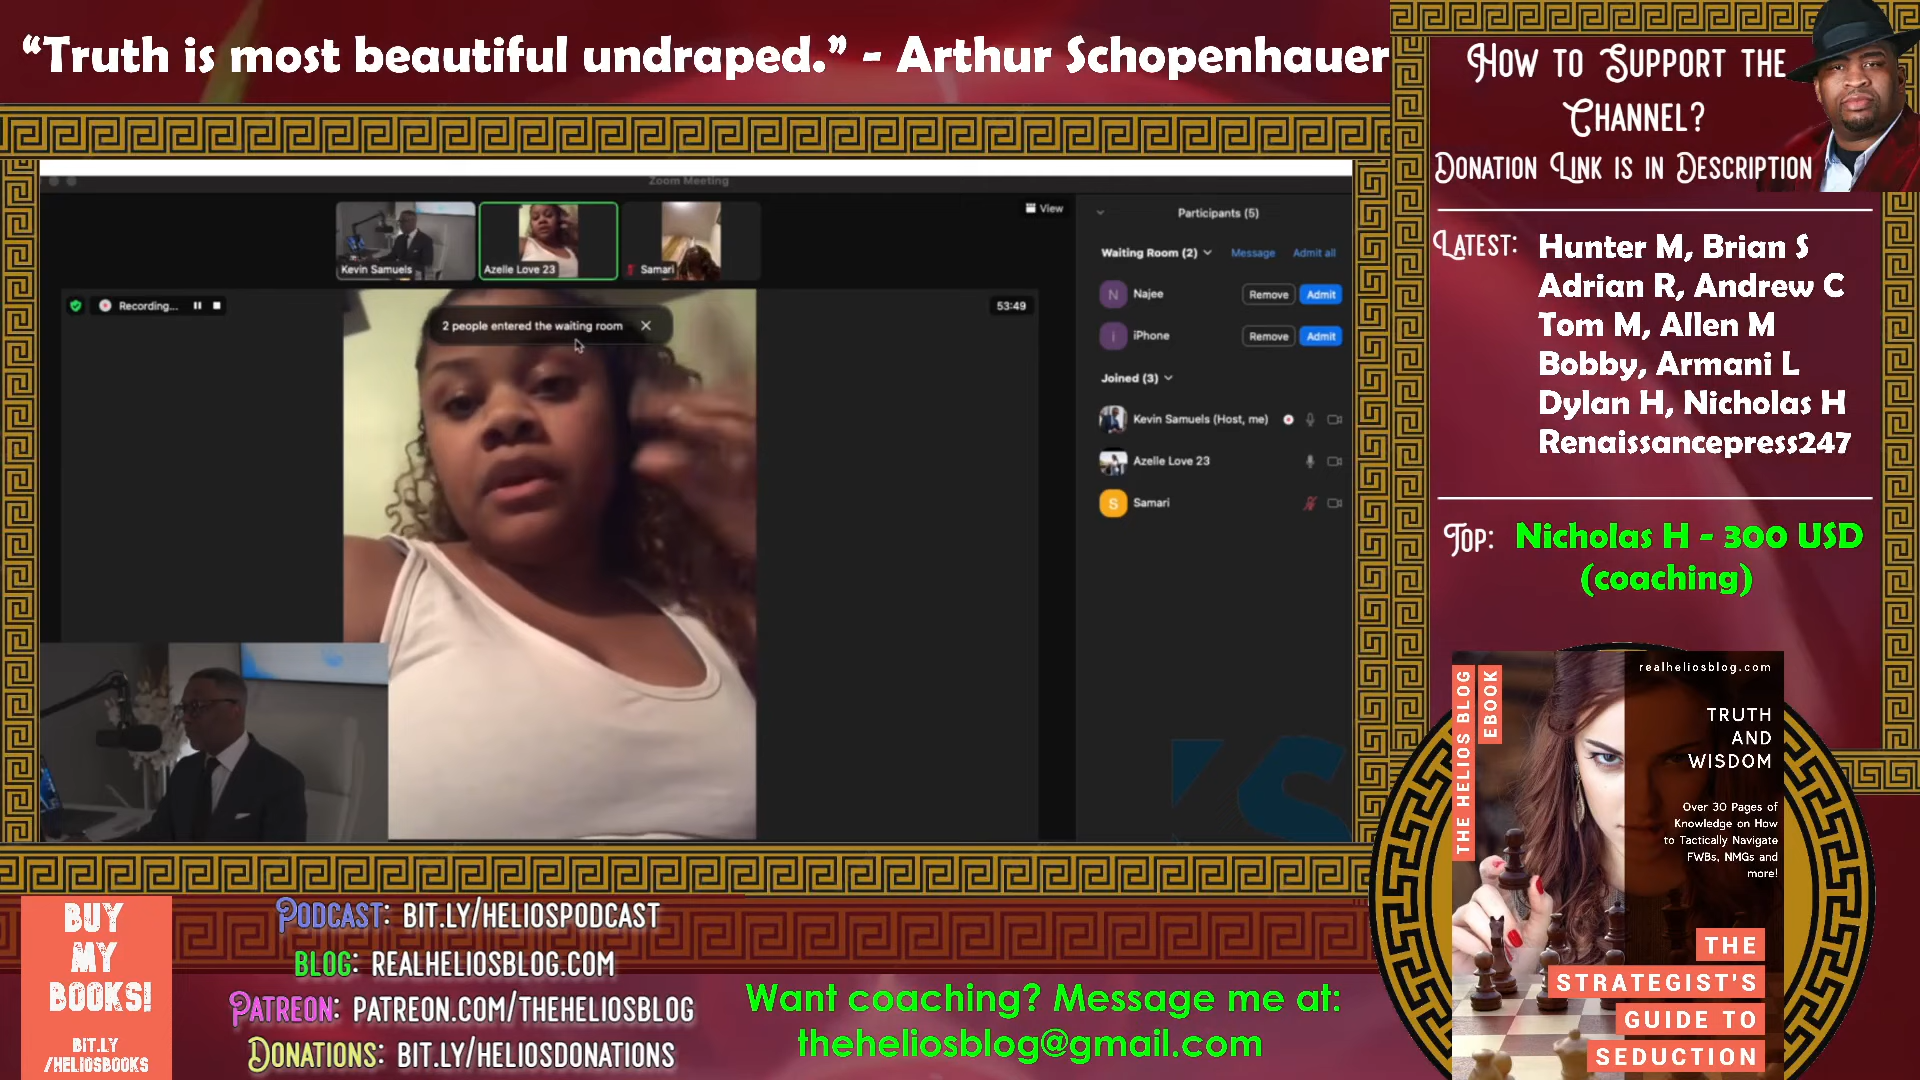 “Truth is most beautiful undraped.” - Arthur Schopenhauer
Zoom Meeting
View
Kevin Samuels
Azelle Love 23
Samari
Recording...
2 people entered the waiting room
53:49
Participants (5)
Waiting Room (2)
Message
Admit all
N
Najee
Remove
Admit
i
iPhone
Remove
Admit
Joined (3)
Kevin Samuels (Host, me)
Azelle Love 23
S
Samari
KS
How to Support the
Channel?
Donation Link is in Description
Latest:
Hunter M, Brian S
Adrian R, Andrew C
Tom M, Allen M
Bobby, Armani L
Dylan H, Nicholas H
Renaissancepress247
Top:
Nicholas H - 300 USD
(coaching)
THE HELIOS BLOG
EBOOK
realheliosblog.com
TRUTH
AND
WISDOM
Over 30 Pages of
Knowledge on How
to Tactically Navigate
FWBs, NMGs and
more!
THE
STRATEGIST'S
GUIDE TO
SEDUCTION
BUY
MY
BOOKS!
BIT.LY
/HELIOSBOOKS
Podcast: bit.ly/heliospodcast
Blog: realheliosblog.com
Patreon: patreon.com/theheliosblog
Donations: bit.ly/heliosdonations
Want coaching? Message me at:
theheliosblog@gmail.com